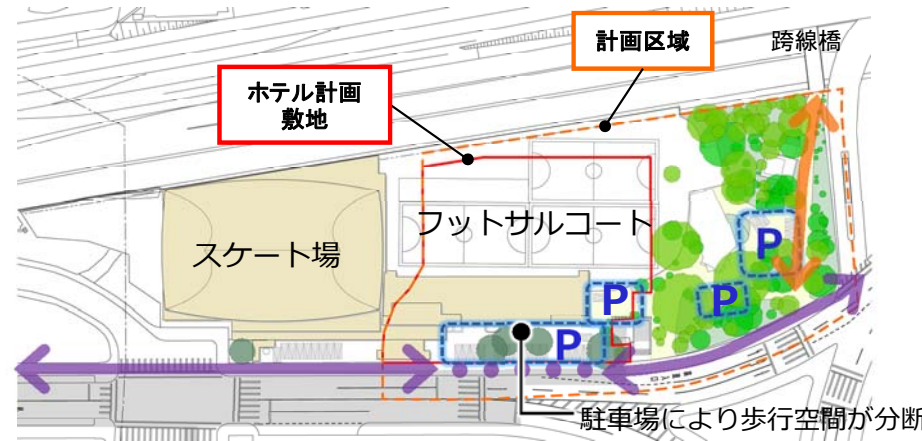 計画区域
跨線橋
ホテル計画
敷地
フットサルコート
スケート場
P
P
P
P
駐車場により歩行空間が分断